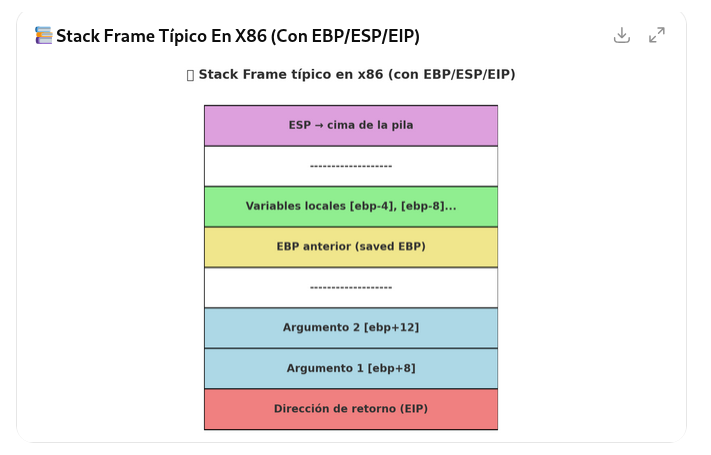 📚 Stack Frame Típico En X86 (Con EBP/ESP/EIP)
▯ Stack Frame típico en x86 (con EBP/ESP/EIP)
ESP → cima de la pila
-------------------
Variables locales [ebp-4], [ebp-8]...
EBP anterior (saved EBP)
-------------------
Argumento 2 [ebp+12]
Argumento 1 [ebp+8]
Dirección de retorno (EIP)